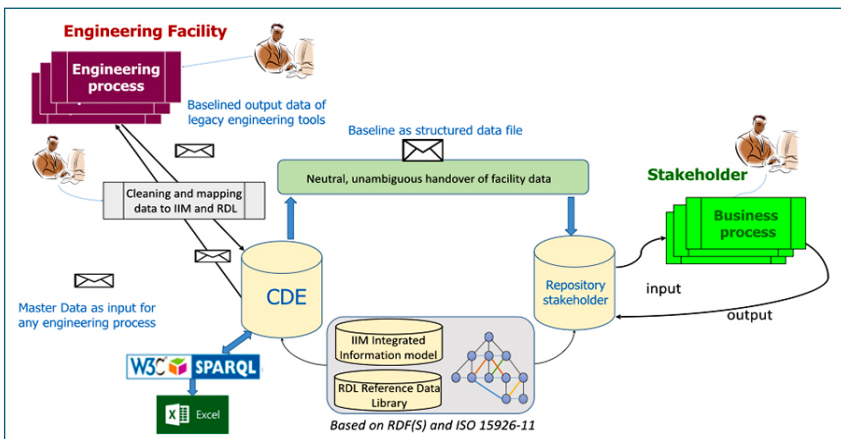 Engineering Facility
Engineering
process
Baselined output data of
legacy engineering tools
Baseline as structured data file
Neutral, unambiguous handover of facility data
Stakeholder
Business
process
Cleaning and mapping
data to IIM and RDL
CDE
Repository
stakeholder
input
output
Master Data as input for
any engineering process
IIM Integrated
Information model
RDL Reference Data
Library
W3C SPARQL
Excel
Based on RDF(S) and ISO 15926-11